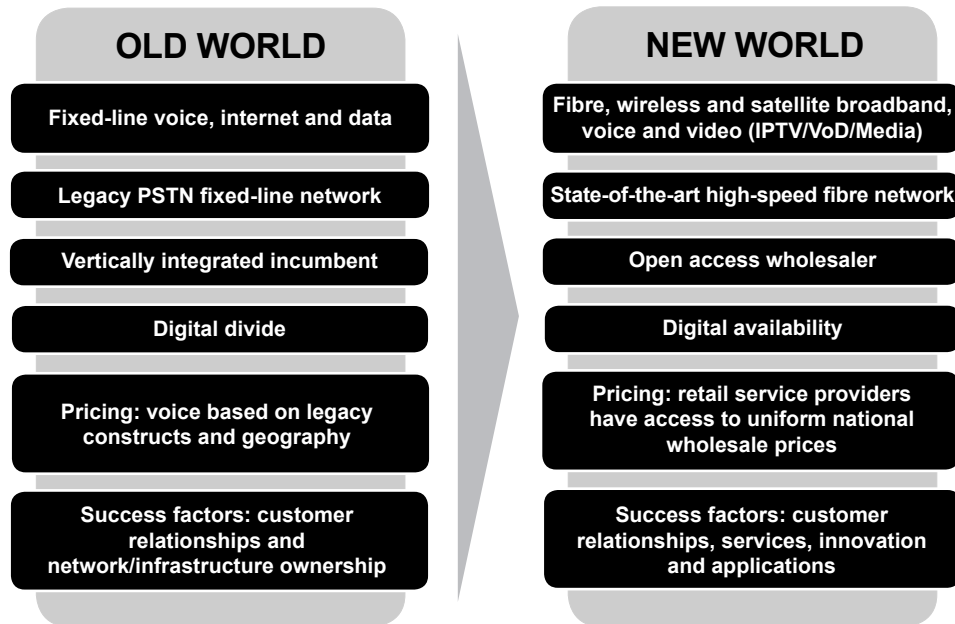 OLD WORLD
Fixed-line voice, internet and data
Legacy PSTN fixed-line network
Vertically integrated incumbent
Digital divide
Pricing: voice based on legacy
constructs and geography
Success factors: customer
relationships and
network/infrastructure ownership
NEW WORLD
Fibre, wireless and satellite broadband,
voice and video (IPTV/VoD/Media)
State-of-the-art high-speed fibre network
Open access wholesaler
Digital availability
Pricing: retail service providers
have access to uniform national
wholesale prices
Success factors: customer
relationships, services, innovation
and applications